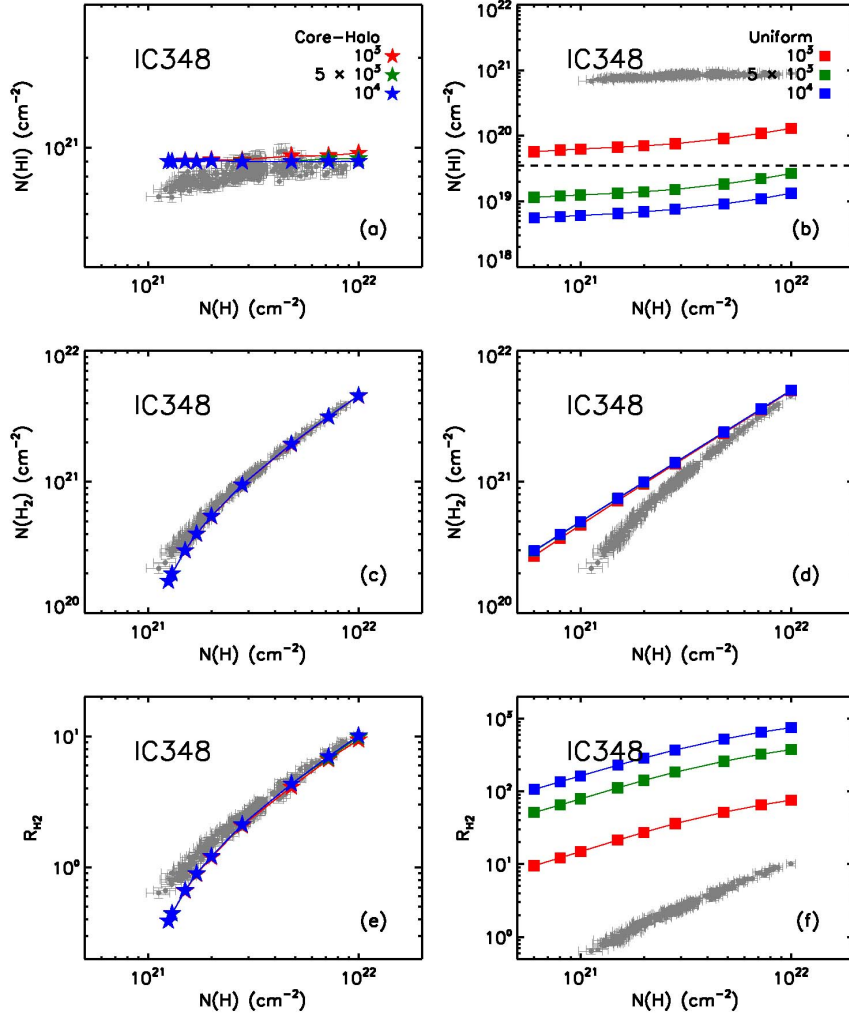 IC348
Core-Halo
10³
5 × 10³
10⁴
10²¹
N(HI) (cm⁻²)
(a)
10²¹
10²²
N(H) (cm⁻²)
IC348
Uniform
10³
5 × 10³
10⁴
10²²
10²¹
10²⁰
10¹⁹
10¹⁸
N(HI) (cm⁻²)
(b)
10²¹
10²²
N(H) (cm⁻²)
IC348
10²²
10²¹
10²⁰
N(H₂) (cm⁻²)
(c)
10²¹
10²²
N(H) (cm⁻²)
IC348
10²²
10²¹
10²⁰
N(H₂) (cm⁻²)
(d)
10²¹
10²²
N(H) (cm⁻²)
IC348
10¹
10⁰
R_H2
(e)
10²¹
10²²
N(H) (cm⁻²)
IC348
10³
10²
10¹
10⁰
R_H2
(f)
10²¹
10²²
N(H) (cm⁻²)